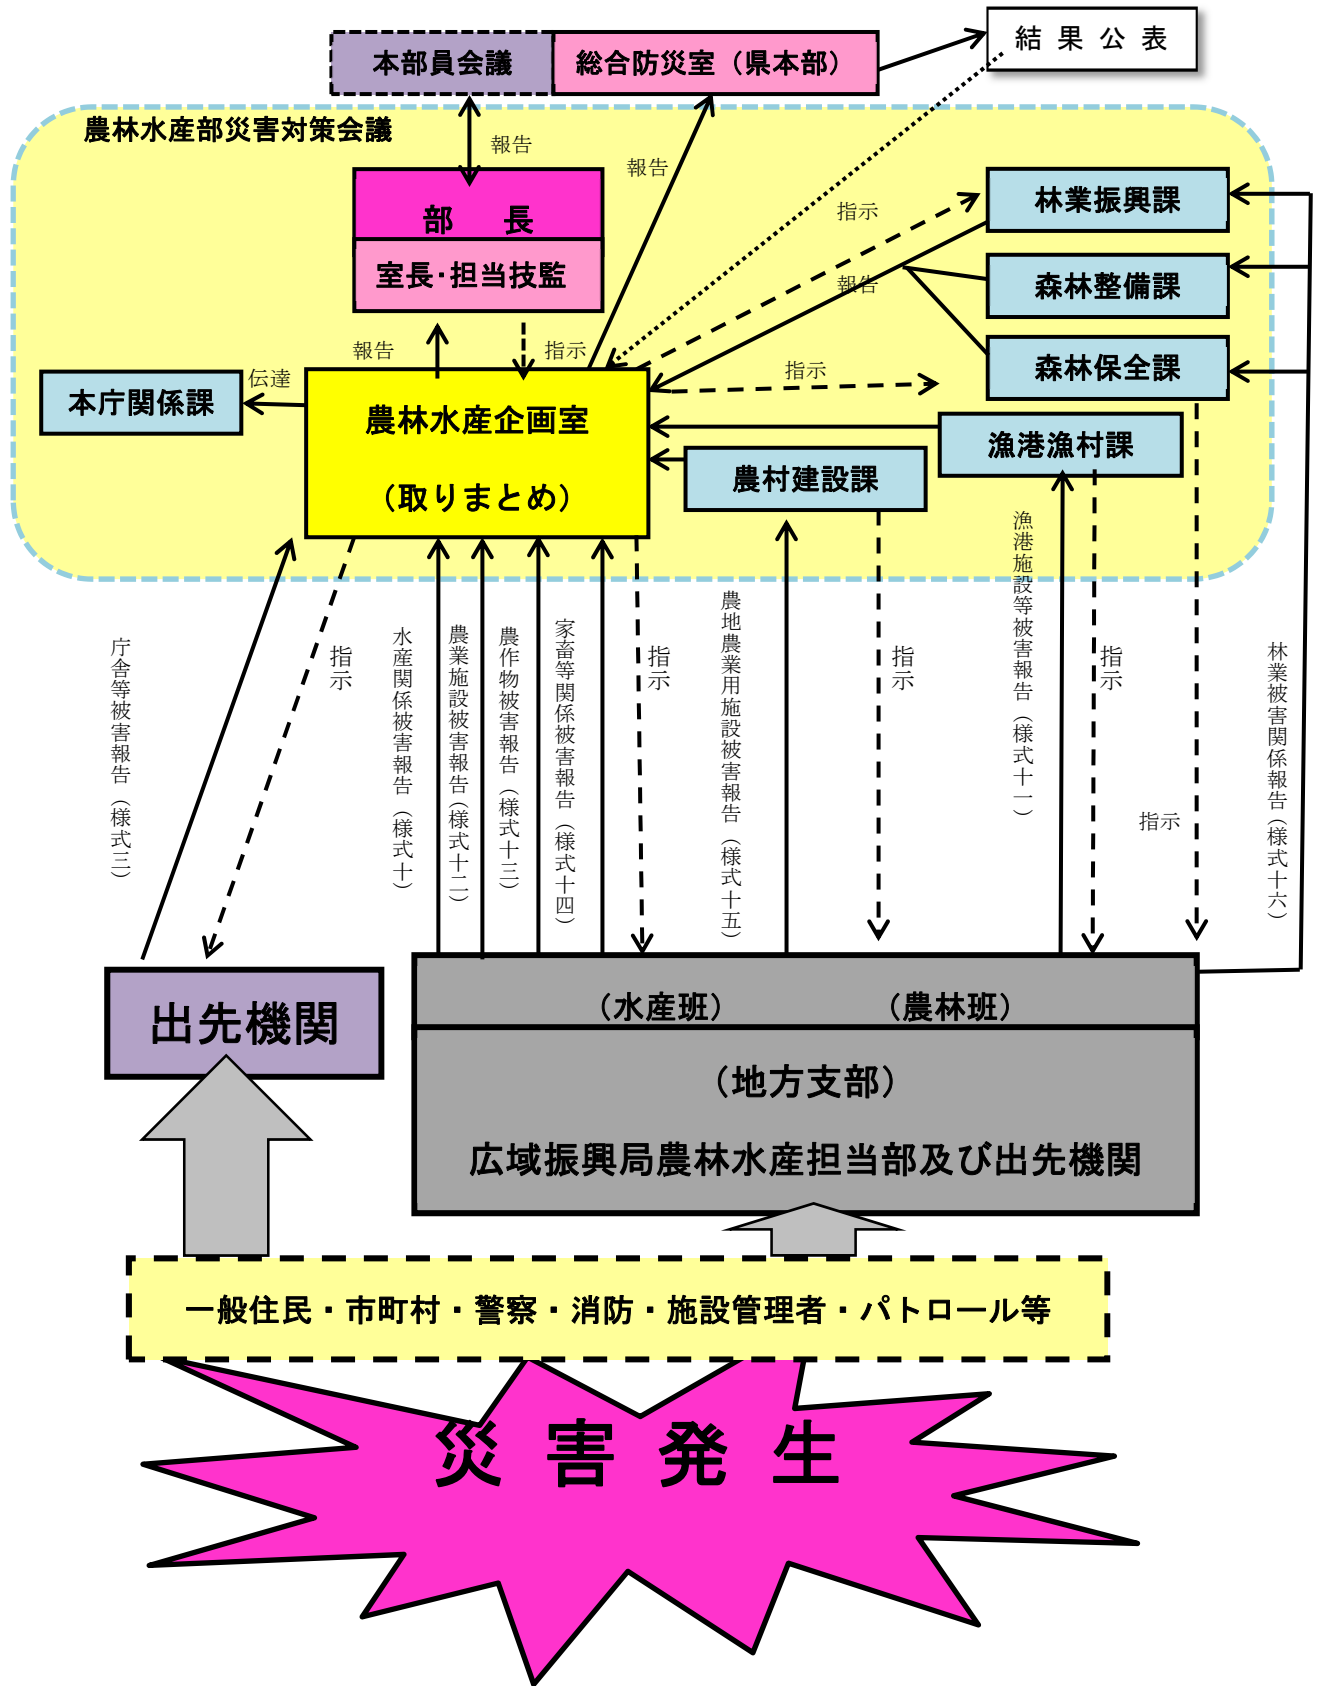 結果公表
本部員会議
総合防災室（県本部）
農林水産部災害対策会議
報告
報告
部　長
室長・担当技監
指示
報告
林業振興課
森林整備課
森林保全課
報告
指示
指示
伝達
本庁関係課
農林水産企画室
（取りまとめ）
漁港漁村課
農村建設課
庁舎等被害報告（様式三）
指示
水産関係被害報告（様式十）
農業施設被害報告（様式十二）
農作物被害報告（様式十三）
家畜等関係被害報告（様式十四）
指示
農地農業用施設被害報告（様式十五）
指示
漁港施設等被害報告（様式十一）
指示
指示
林業被害関係報告（様式十六）
出先機関
（水産班）
（農林班）
（地方支部）
広域振興局農林水産担当部及び出先機関
一般住民・市町村・警察・消防・施設管理者・パトロール等
災害発生